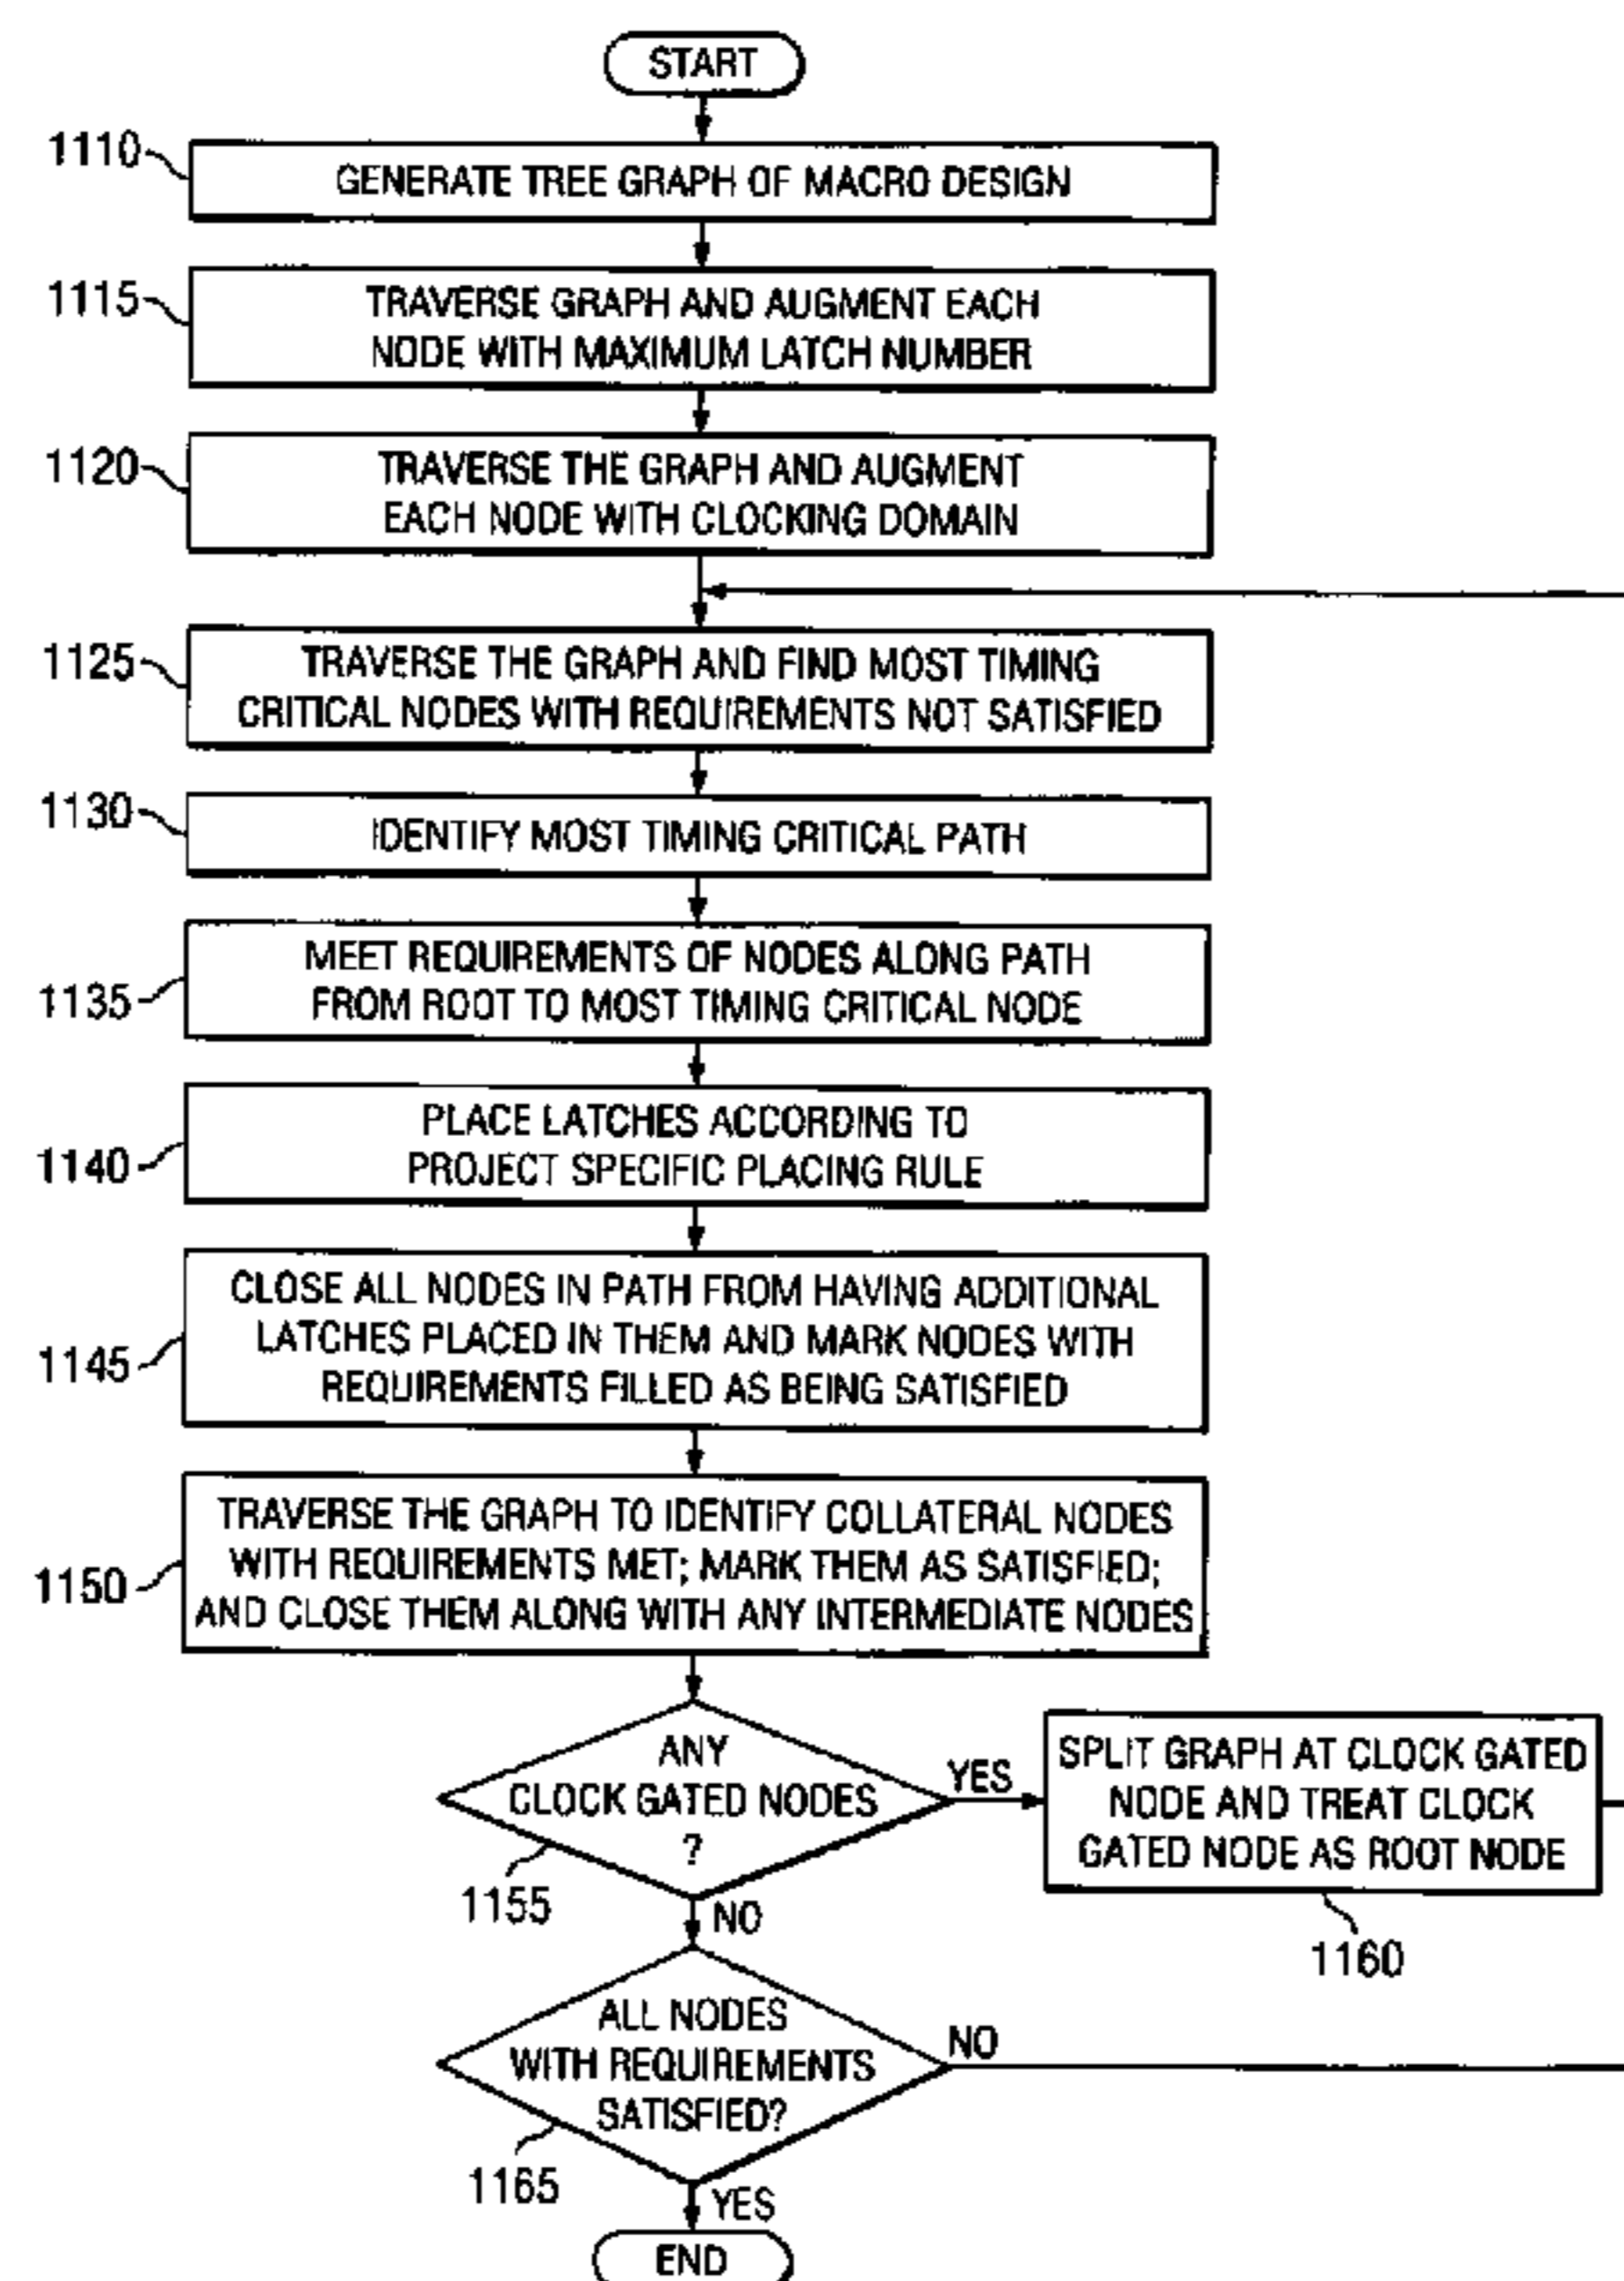 START
1110
GENERATE TREE GRAPH OF MACRO DESIGN
1115
TRAVERSE GRAPH AND AUGMENT EACH
NODE WITH MAXIMUM LATCH NUMBER
1120
TRAVERSE THE GRAPH AND AUGMENT
EACH NODE WITH CLOCKING DOMAIN
1125
TRAVERSE THE GRAPH AND FIND MOST TIMING
CRITICAL NODES WITH REQUIREMENTS NOT SATISFIED
1130
IDENTIFY MOST TIMING CRITICAL PATH
1135
MEET REQUIREMENTS OF NODES ALONG PATH
FROM ROOT TO MOST TIMING CRITICAL NODE
1140
PLACE LATCHES ACCORDING TO
PROJECT SPECIFIC PLACING RULE
1145
CLOSE ALL NODES IN PATH FROM HAVING ADDITIONAL
LATCHES PLACED IN THEM AND MARK NODES WITH
REQUIREMENTS FILLED AS BEING SATISFIED
1150
TRAVERSE THE GRAPH TO IDENTIFY COLLATERAL NODES
WITH REQUIREMENTS MET; MARK THEM AS SATISFIED;
AND CLOSE THEM ALONG WITH ANY INTERMEDIATE NODES
ANY
CLOCK GATED NODES
?
1155
YES
SPLIT GRAPH AT CLOCK GATED
NODE AND TREAT CLOCK
GATED NODE AS ROOT NODE
1160
NO
ALL NODES
WITH REQUIREMENTS
SATISFIED?
1165
NO
YES
END